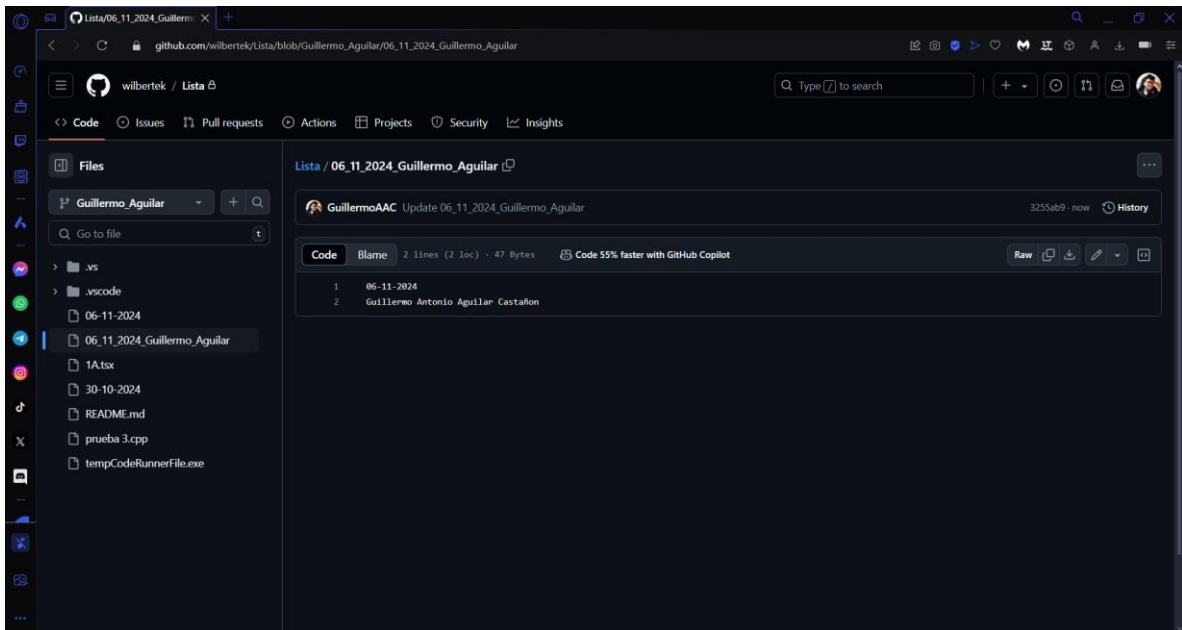 Lista/06_11_2024_Guillerm
github.com/wilbertek/Lista/blob/Guillermo_Aguilar/06_11_2024_Guillermo_Aguilar
wilbertek / Lista
Type / to search
Code Issues Pull requests Actions Projects Security Insights
Files
Guillermo_Aguilar
Go to file t
.vs
.vscode
06-11-2024
06_11_2024_Guillermo_Aguilar
1A.tsx
30-10-2024
README.md
prueba 3.cpp
tempCodeRunnerFile.exe
Lista / 06_11_2024_Guillermo_Aguilar
GuillermoAAC Update 06_11_2024_Guillermo_Aguilar 3255ab9 · now History
Code Blame 2 lines (2 loc) · 47 Bytes Code 55% faster with GitHub Copilot Raw
1 06-11-2024
2 Guillermo Antonio Aguilar Castañon